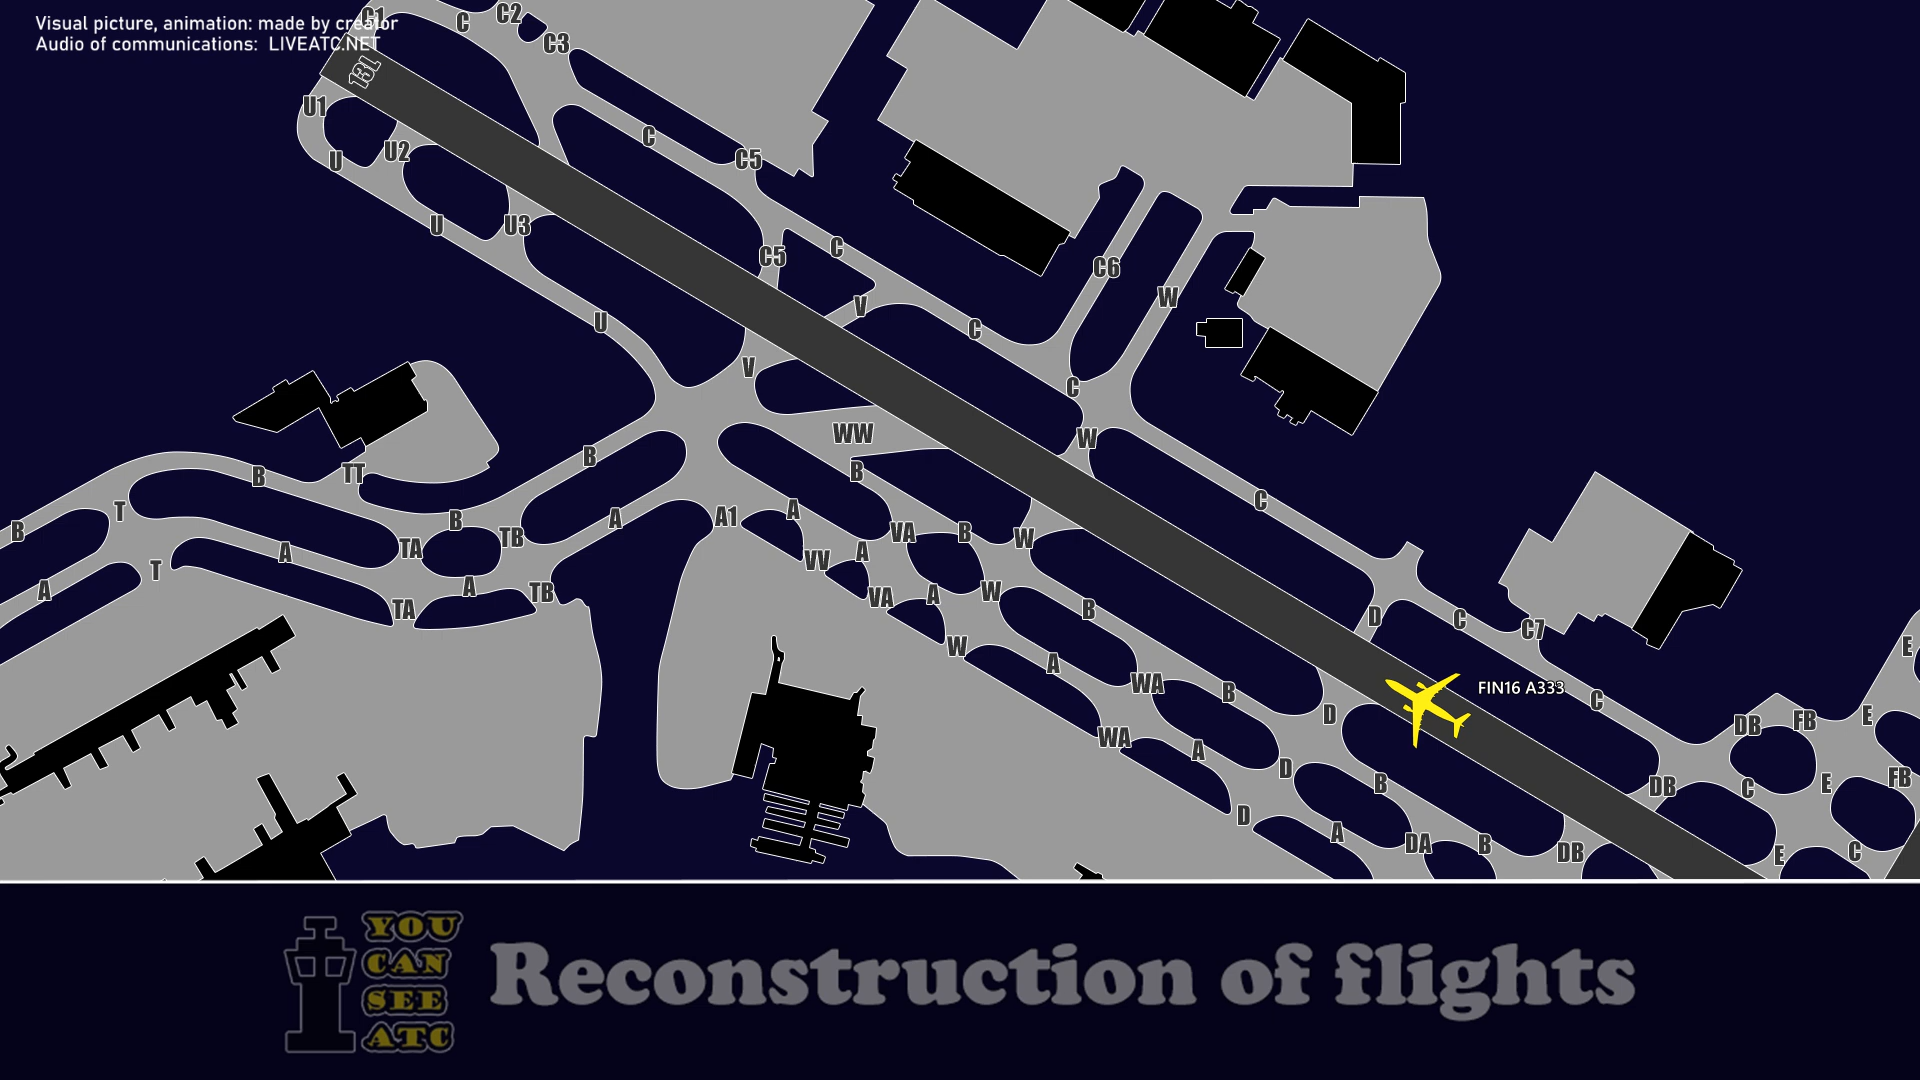 Visual picture, animation: made by creator
Audio of communications: LIVEATC.NET
C1
C
C2
C3
13L
U1
U2
U
C
C5
U
U3
C5
C
V
C6
W
U
C
V
C
WW
W
B
B
TT
B
B
T
B
C
A
A1
A
B
TB
VA
B
W
A
TA
VV
A
T
A
A
TB
VA
A
W
B
TA
D
C
C7
W
A
E
WA
B
FIN16 A333
C
D
E
DB
FB
WA
A
D
B
DB
C
E
FB
D
A
DA
B
DB
E
C
YOU
CAN
SEE
ATC
Reconstruction of flights